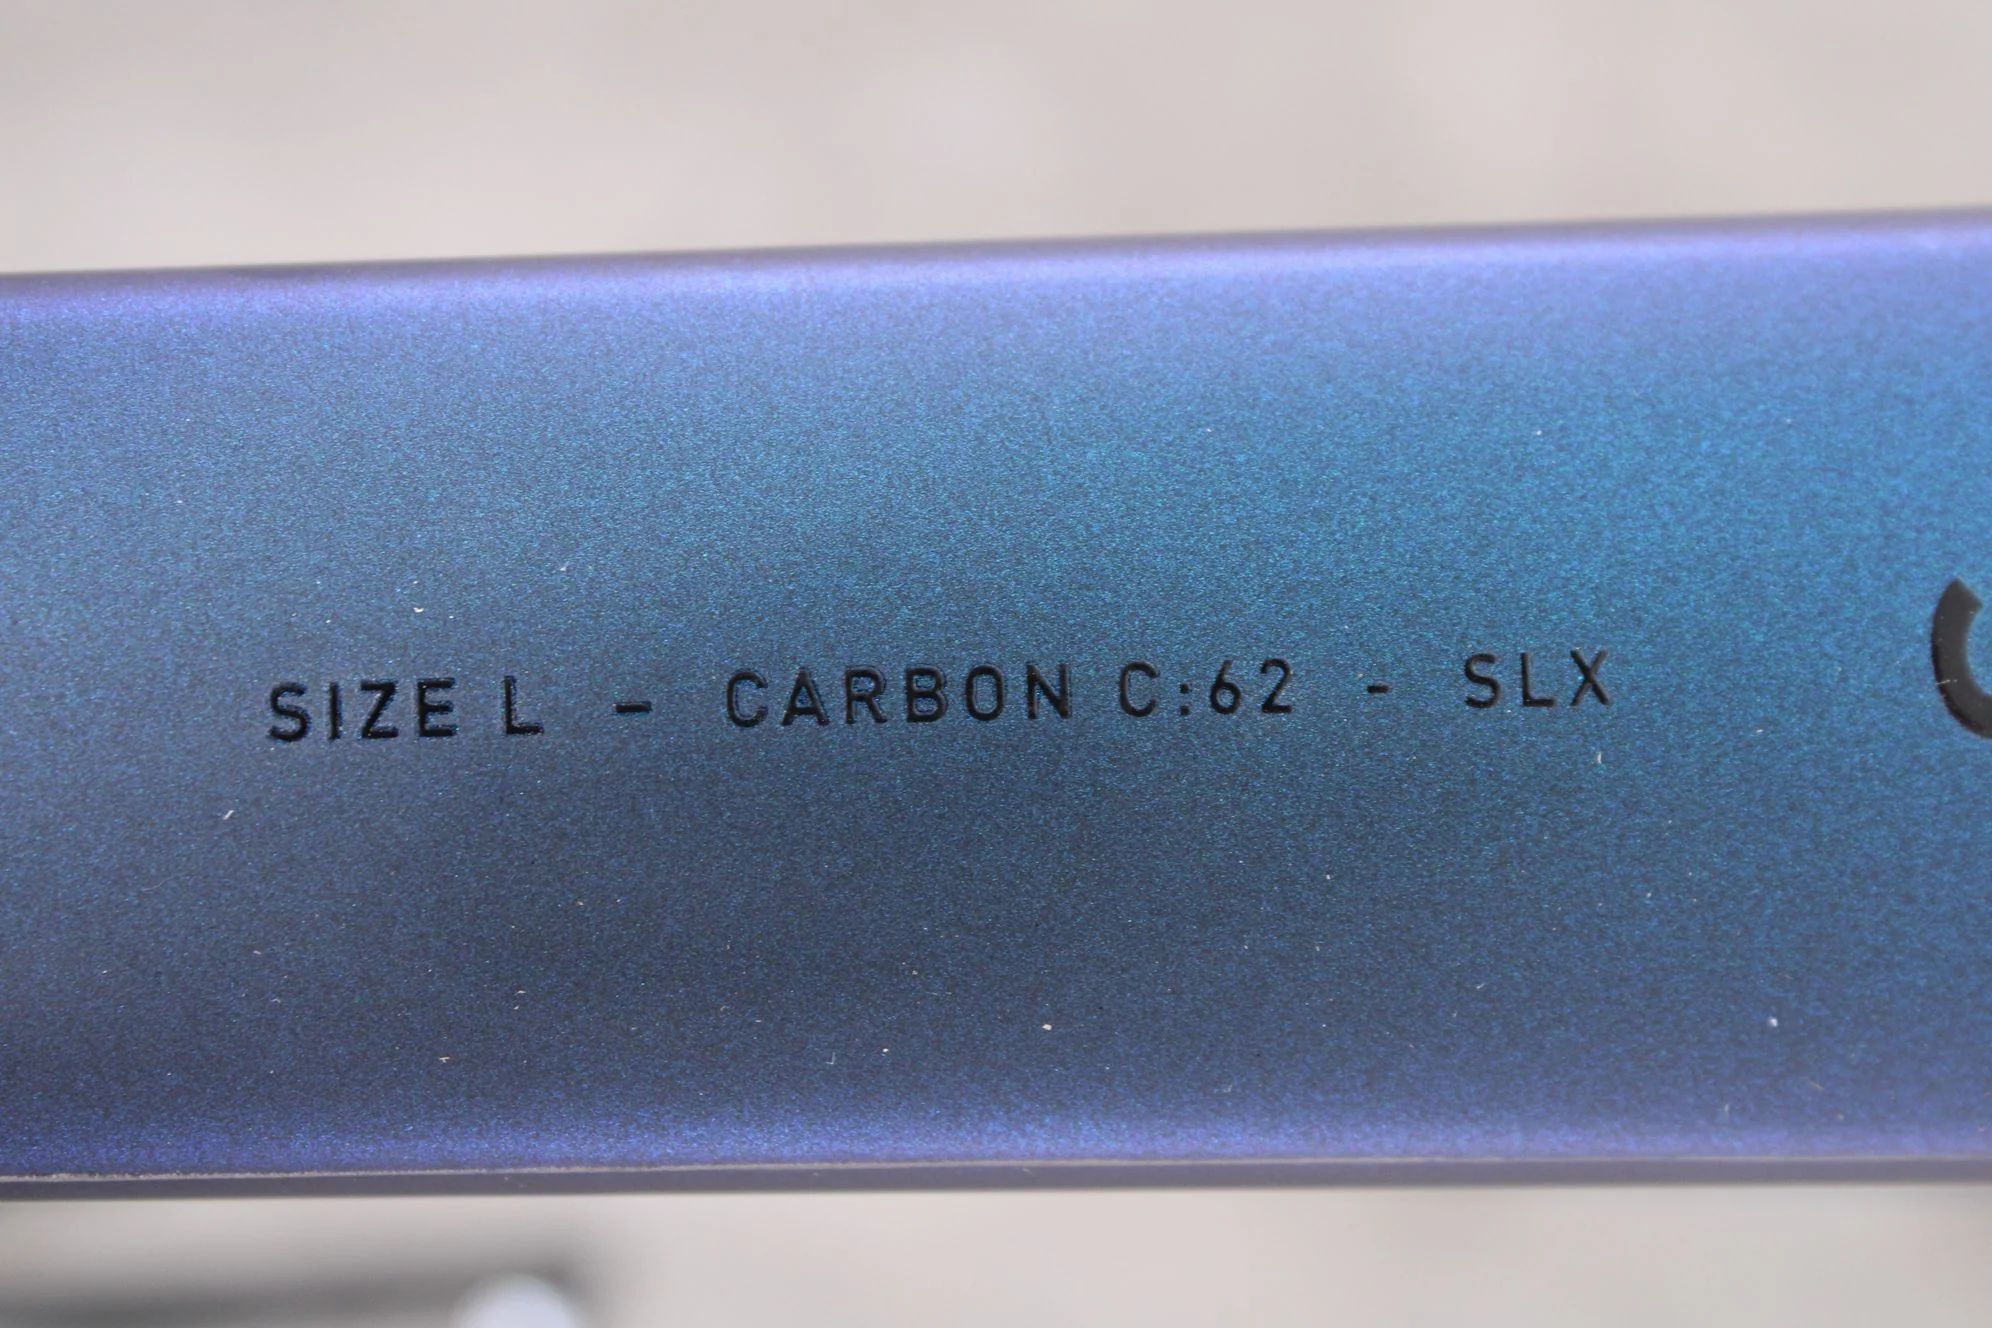 SIZE L - CARBON C:62 - SLX